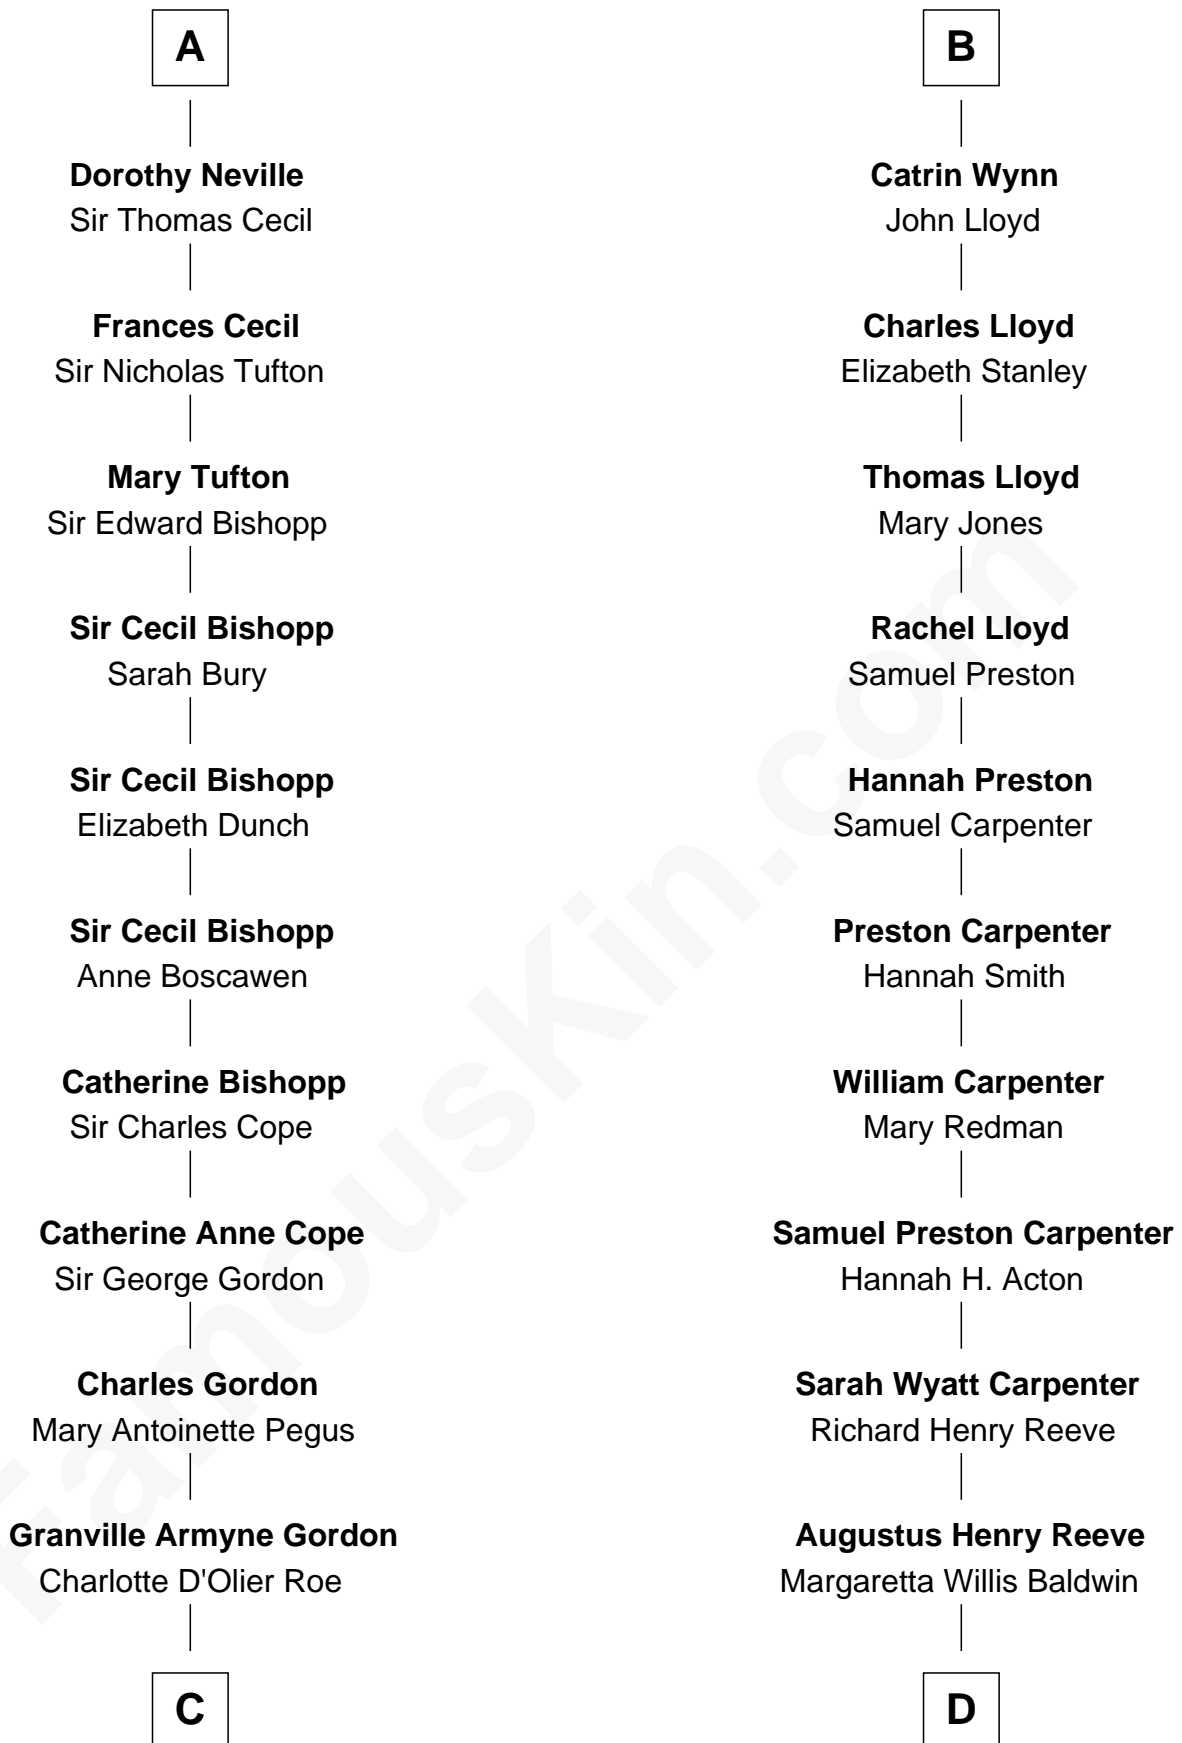 A
Dorothy Neville
Sir Thomas Cecil
Frances Cecil
Sir Nicholas Tufton
Mary Tufton
Sir Edward Bishopp
Sir Cecil Bishopp
Sarah Bury
Sir Cecil Bishopp
Elizabeth Dunch
Sir Cecil Bishopp
Anne Boscawen
Catherine Bishopp
Sir Charles Cope
Catherine Anne Cope
Sir George Gordon
Charles Gordon
Mary Antoinette Pegus
Granville Armyne Gordon
Charlotte D'Olier Roe
C
B
Catrin Wynn
John Lloyd
Charles Lloyd
Elizabeth Stanley
Thomas Lloyd
Mary Jones
Rachel Lloyd
Samuel Preston
Hannah Preston
Samuel Carpenter
Preston Carpenter
Hannah Smith
William Carpenter
Mary Redman
Samuel Preston Carpenter
Hannah H. Acton
Sarah Wyatt Carpenter
Richard Henry Reeve
Augustus Henry Reeve
Margaretta Willis Baldwin
D
FamousKin.com